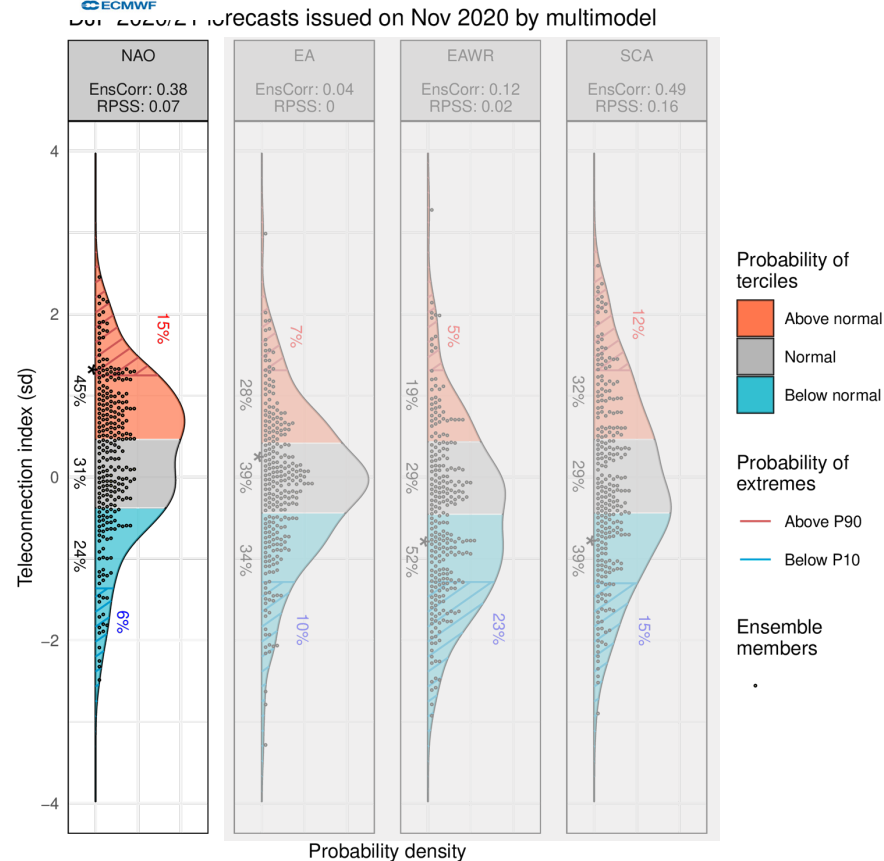 ECMWF
2020/21 forecasts issued on Nov 2020 by multimodel
NAO
EnsCorr: 0.38
RPSS: 0.07
EA
EnsCorr: 0.04
RPSS: 0
EAWR
EnsCorr: 0.12
RPSS: 0.02
SCA
EnsCorr: 0.49
RPSS: 0.16
Teleconnection index (sd)
4
2
0
−2
−4
15%
45%
31%
24%
6%
7%
28%
39%
34%
10%
5%
19%
29%
52%
23%
12%
32%
29%
39%
15%
Probability density
Probability of
terciles
Above normal
Normal
Below normal
Probability of
extremes
Above P90
Below P10
Ensemble
members